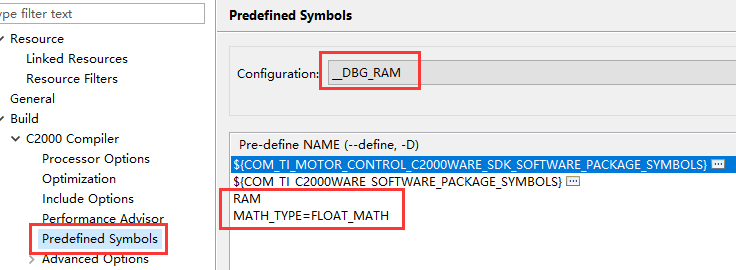 ype filter text
Resource
Linked Resources
Resource Filters
General
Build
C2000 Compiler
Processor Options
Optimization
Include Options
Performance Advisor
Predefined Symbols
Advanced Options
Predefined Symbols
Configuration:
__DBG_RAM
Pre-define NAME (--define, -D)
${COM_TI_MOTOR_CONTROL_C2000WARE_SDK_SOFTWARE_PACKAGE_SYMBOLS}
${COM_TI_C2000WARE_SOFTWARE_PACKAGE_SYMBOLS}
RAM
MATH_TYPE=FLOAT_MATH